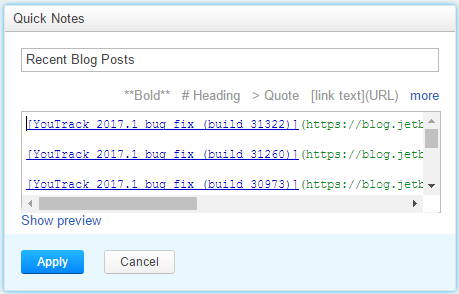 Quick Notes
Recent Blog Posts
**Bold** # Heading > Quote [link text](URL) more
[YouTrack 2017.1 bug fix (build 31322)](https://blog.jetb
[YouTrack 2017.1 bug fix (build 31260)](https://blog.jetb
[YouTrack 2017.1 bug fix (build 30973)](https://blog.jetb
Show preview
Apply Cancel